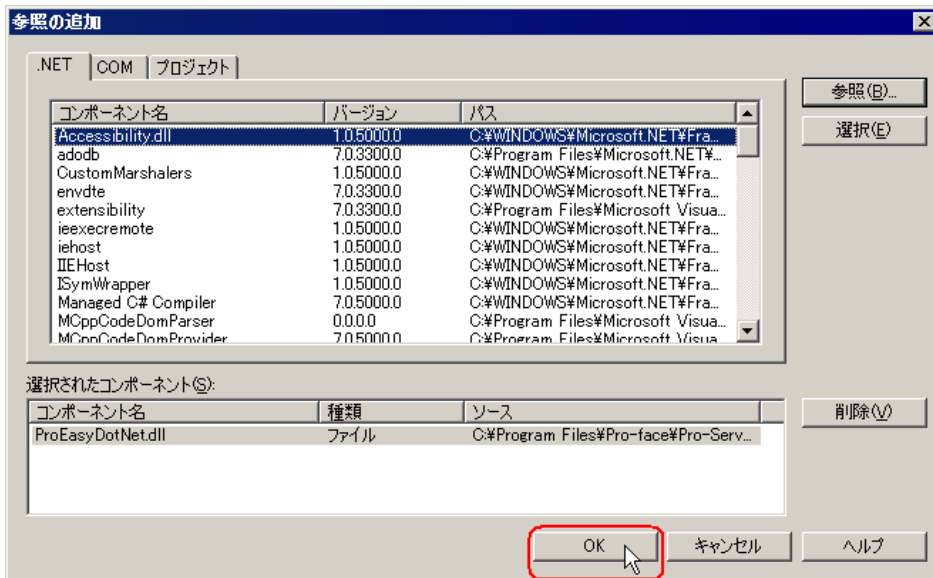 参照の追加
.NET COM プロジェクト
参照(B)...
選択(E)
コンポーネント名 バージョン パス
Accessibility.dll 1.0.5000.0 C:¥WINDOWS¥Microsoft.NET¥Fra...
adodb 7.0.3300.0 C:¥Program Files¥Microsoft.NET¥...
CustomMarshalers 1.0.5000.0 C:¥WINDOWS¥Microsoft.NET¥Fra...
envdte 7.0.3300.0 C:¥WINDOWS¥Microsoft.NET¥Fra...
extensibility 7.0.3300.0 C:¥Program Files¥Microsoft Visua...
ieexecremote 1.0.5000.0 C:¥WINDOWS¥Microsoft.NET¥Fra...
iehost 1.0.5000.0 C:¥WINDOWS¥Microsoft.NET¥Fra...
IIEHost 1.0.5000.0 C:¥WINDOWS¥Microsoft.NET¥Fra...
ISymWrapper 1.0.5000.0 C:¥WINDOWS¥Microsoft.NET¥Fra...
Managed C# Compiler 7.0.5000.0 C:¥WINDOWS¥Microsoft.NET¥Fra...
MCppCodeDomParser 0.0.0.0 C:¥Program Files¥Microsoft Visua...
MCppCodeDomProvider 7.0.5000.0 C:¥Program Files¥Microsoft Visua
選択されたコンポーネント(S):
コンポーネント名 種類 ソース
ProEasyDotNet.dll ファイル C:¥Program Files¥Pro-face¥Pro-Serv...
削除(V)
OK キャンセル ヘルプ